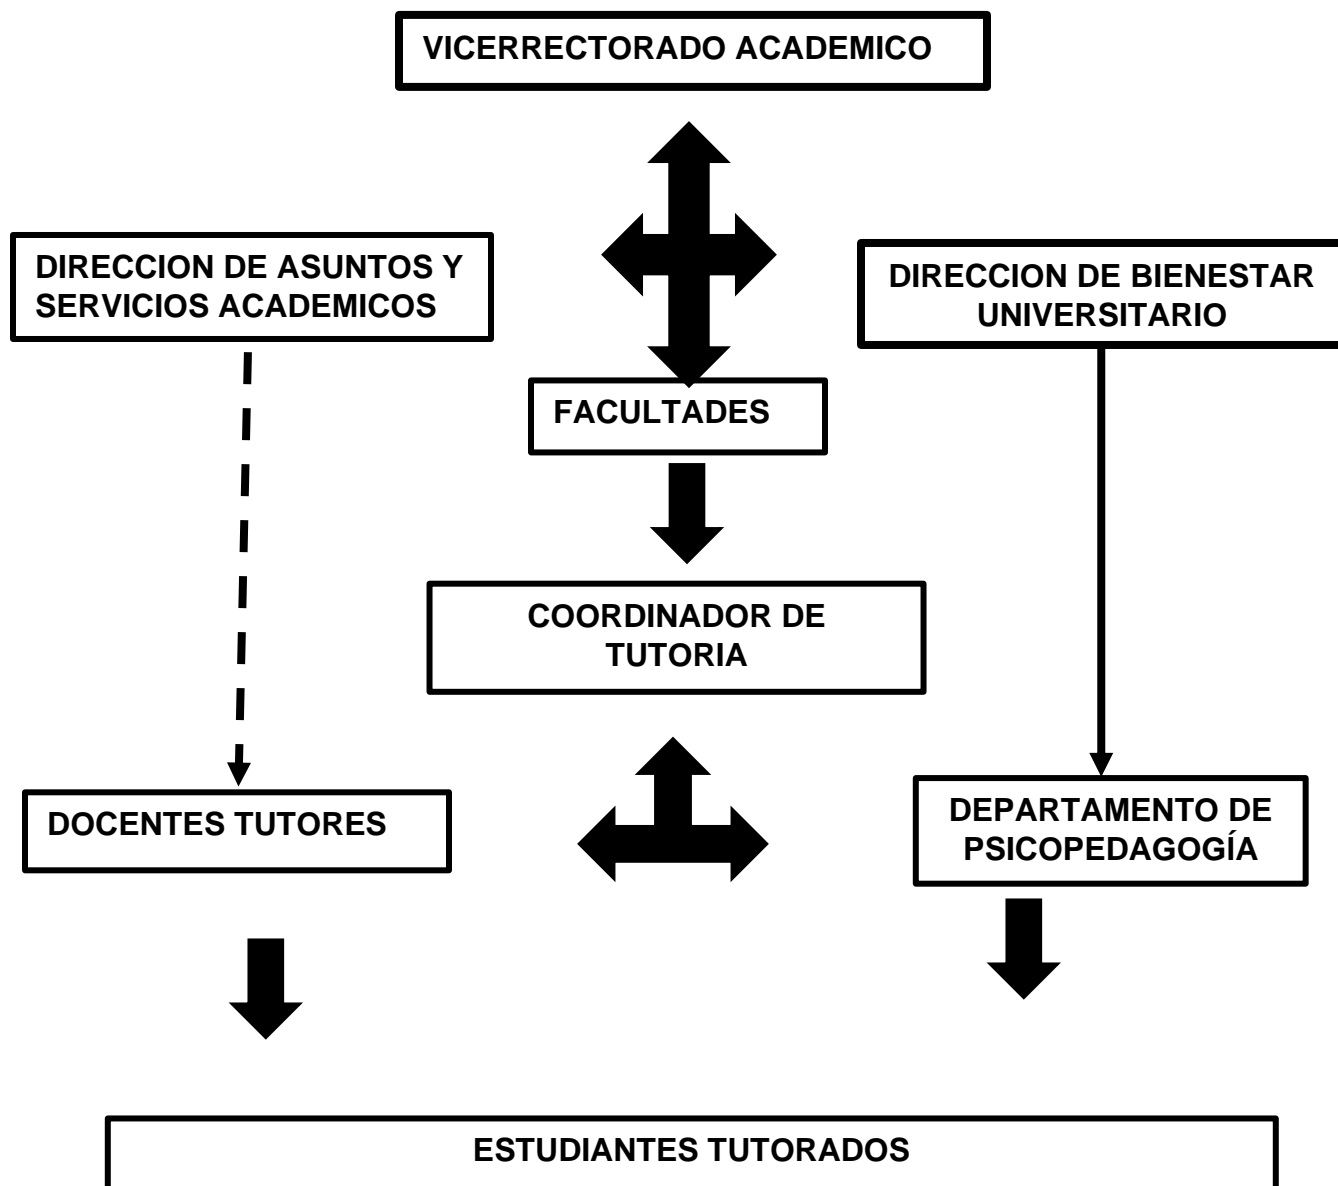 VICERRECTORADO ACADEMICO
DIRECCION DE ASUNTOS Y
SERVICIOS ACADEMICOS
DIRECCION DE BIENESTAR
UNIVERSITARIO
FACULTADES
COORDINADOR DE
TUTORIA
DOCENTES TUTORES
DEPARTAMENTO DE
PSICOPEDAGOGÍA
ESTUDIANTES TUTORADOS